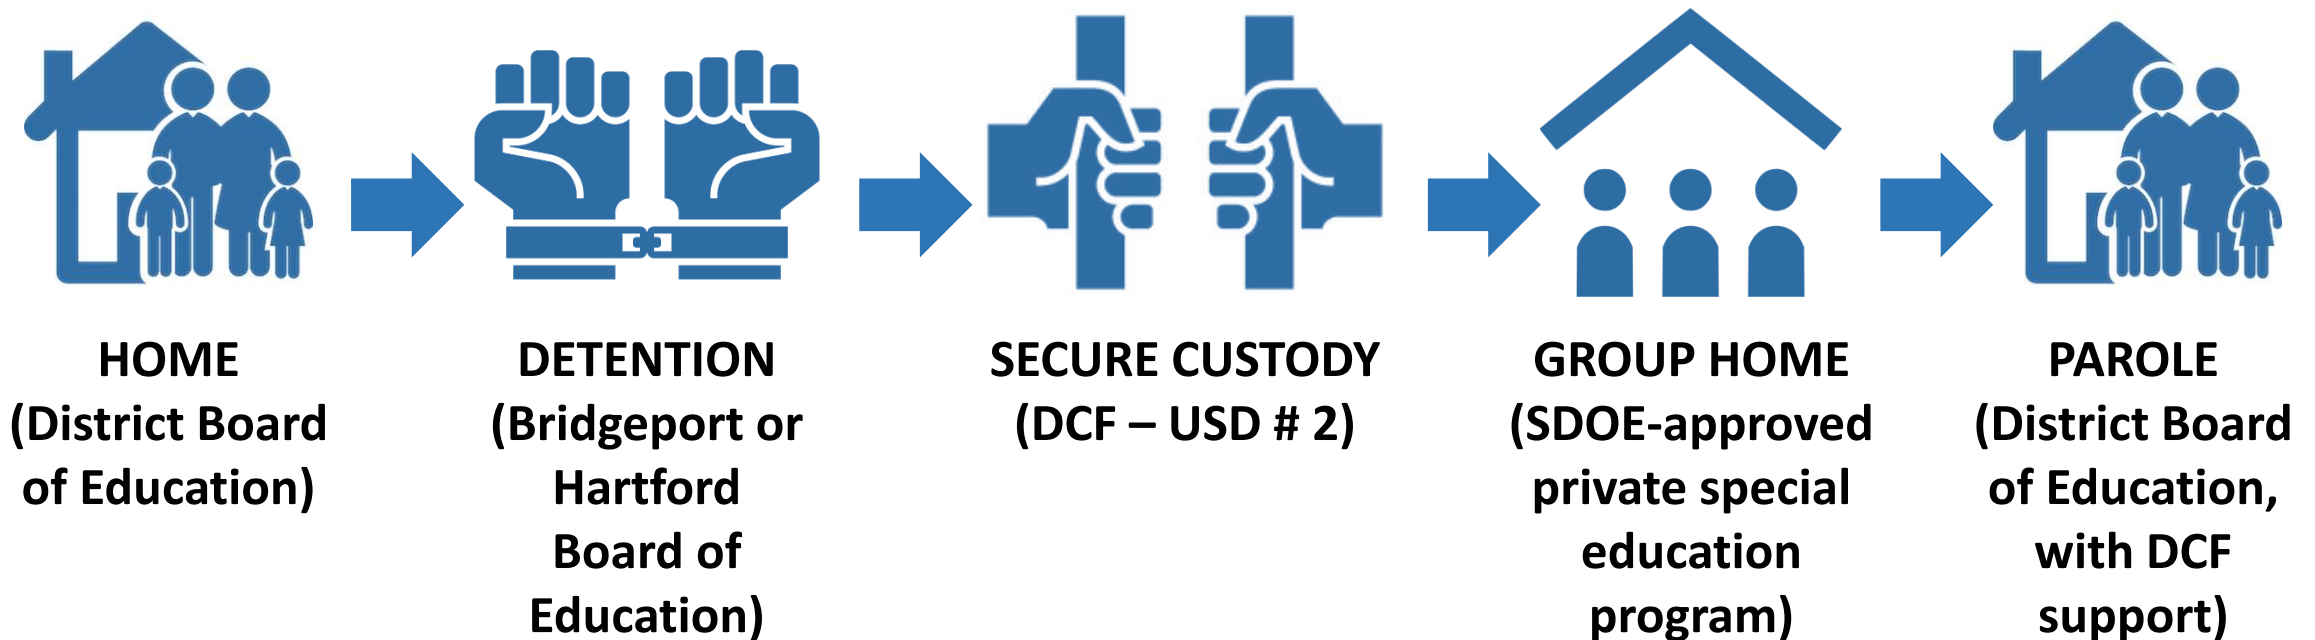 HOME
(District Board
of Education)
DETENTION
(Bridgeport or
Hartford
Board of
Education)
SECURE CUSTODY
(DCF – USD # 2)
GROUP HOME
(SDOE-approved
private special
education
program)
PAROLE
(District Board
of Education,
with DCF
support)